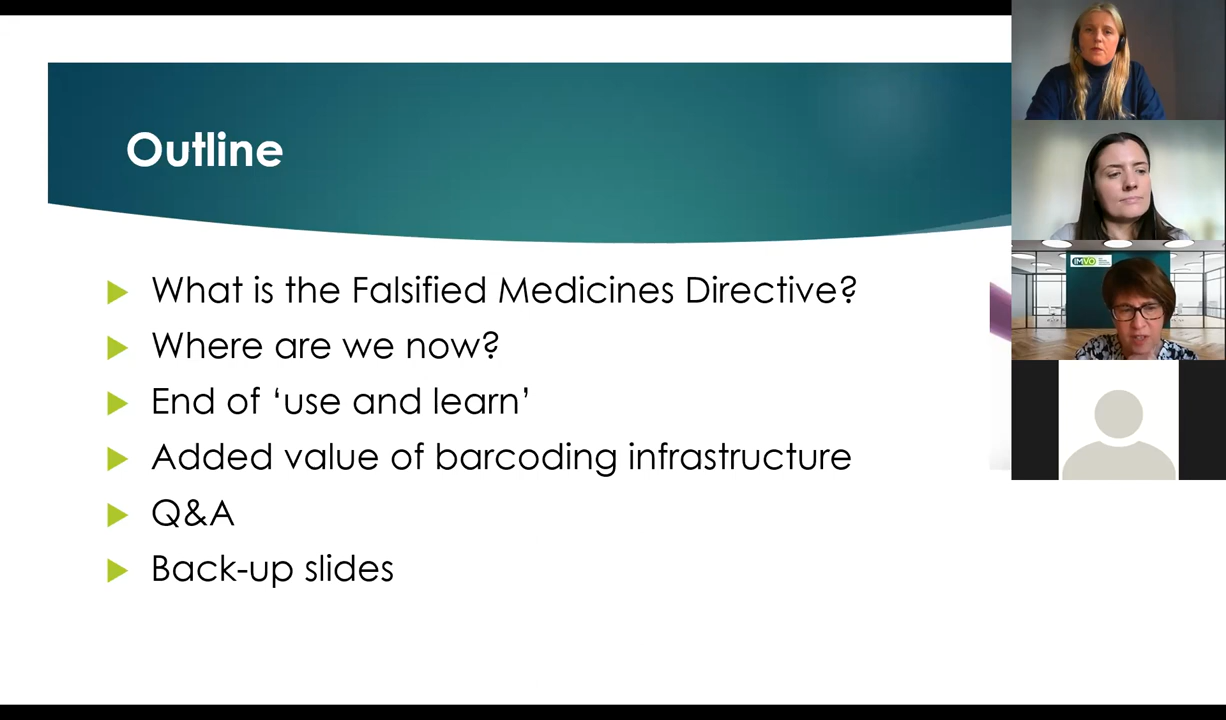 Outline
What is the Falsified Medicines Directive?
Where are we now?
End of ‘use and learn’
Added value of barcoding infrastructure
Q&A
Back-up slides
IMVO